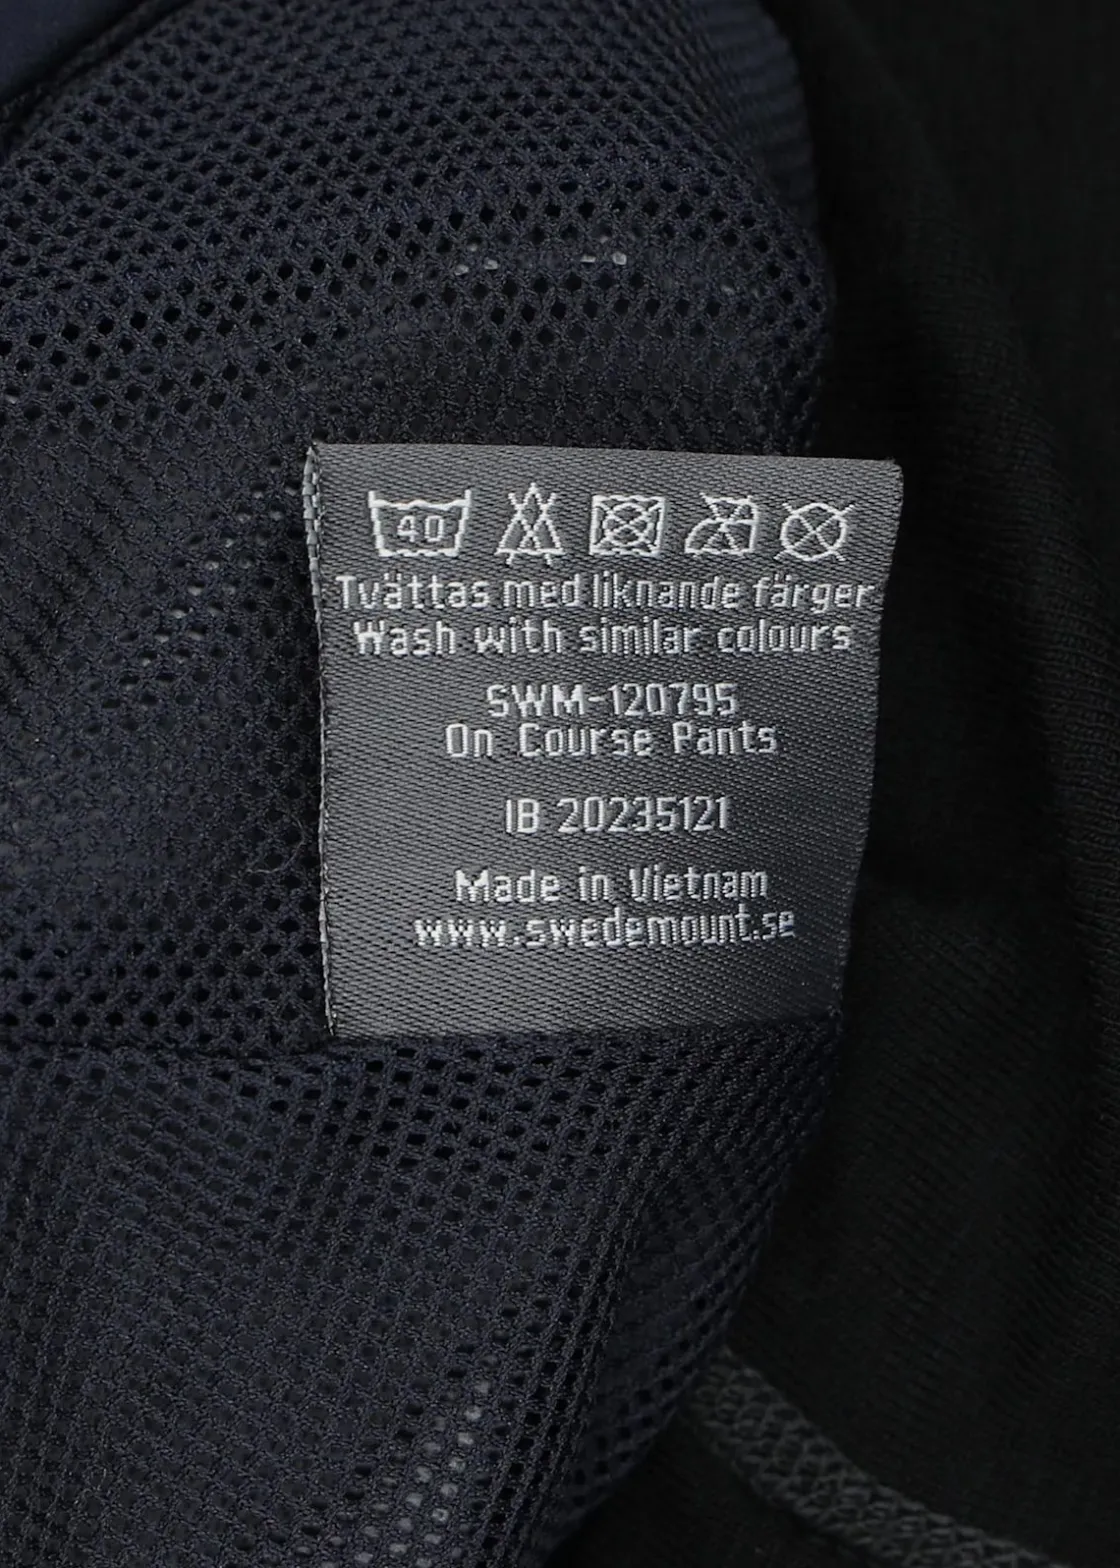 40
Tvättas med liknande färger
Wash with similar colours
SWM-120795
On Course Pants
IB 20235121
Made in Vietnam
www.swedemount.se